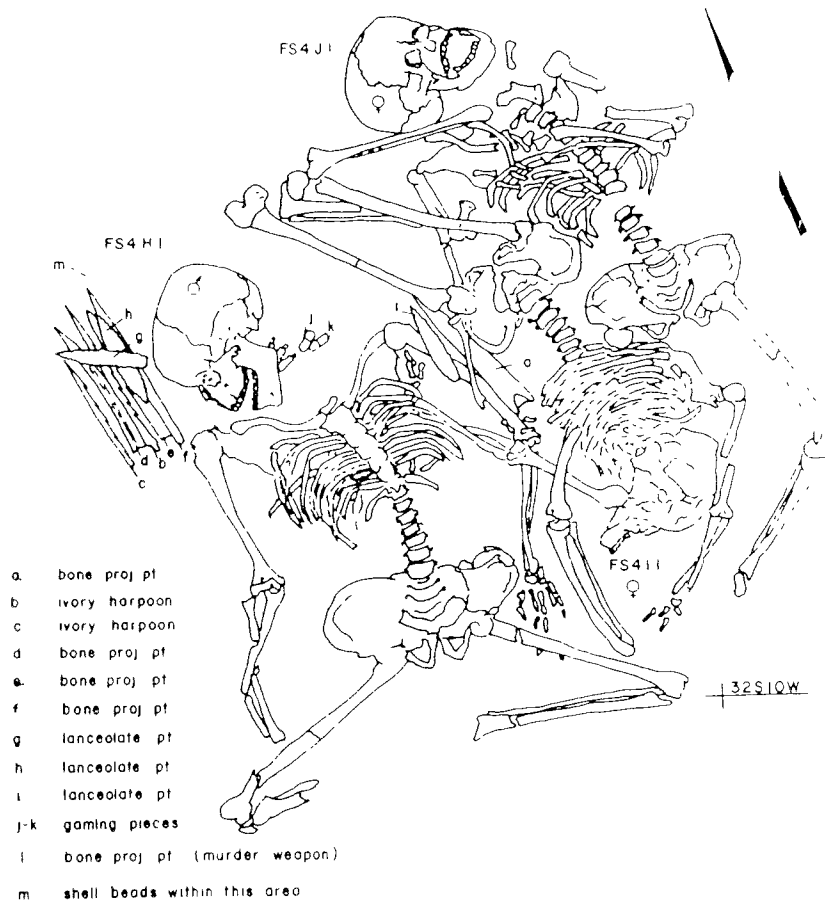 FS4J1
♀
FS4H1
m
h
g
♀
j
k
i
a
d
b
e
f
c
FS4I1
♀
32S10W
a bone proj pt
b ivory harpoon
c ivory harpoon
d bone proj pt
e bone proj pt
f bone proj pt
g lanceolate pt
h lanceolate pt
i lanceolate pt
j-k gaming pieces
l bone proj pt (murder weapon)
m shell beads within this area